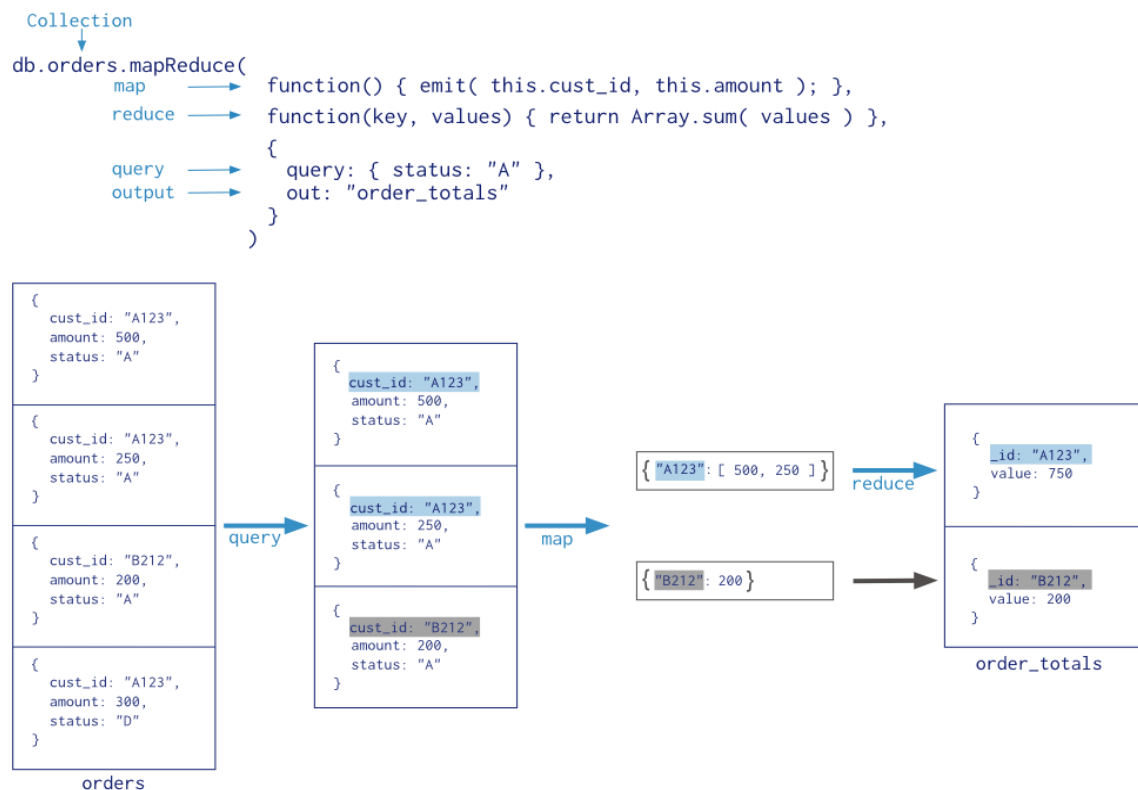 Collection
db.orders.mapReduce(
map function() { emit( this.cust_id, this.amount ); },
reduce function(key, values) { return Array.sum( values ) },
{
query query: { status: "A" },
output out: "order_totals"
}
)
{
cust_id: "A123",
amount: 500,
status: "A"
}
{
cust_id: "A123",
amount: 250,
status: "A"
}
{
cust_id: "B212",
amount: 200,
status: "A"
}
{
cust_id: "A123",
amount: 300,
status: "D"
}
orders
query
{
cust_id: "A123",
amount: 500,
status: "A"
}
{
cust_id: "A123",
amount: 250,
status: "A"
}
{
cust_id: "B212",
amount: 200,
status: "A"
}
map
{"A123": [ 500, 250 ]}
{"B212": 200}
reduce
{
_id: "A123",
value: 750
}
{
_id: "B212",
value: 200
}
order_totals